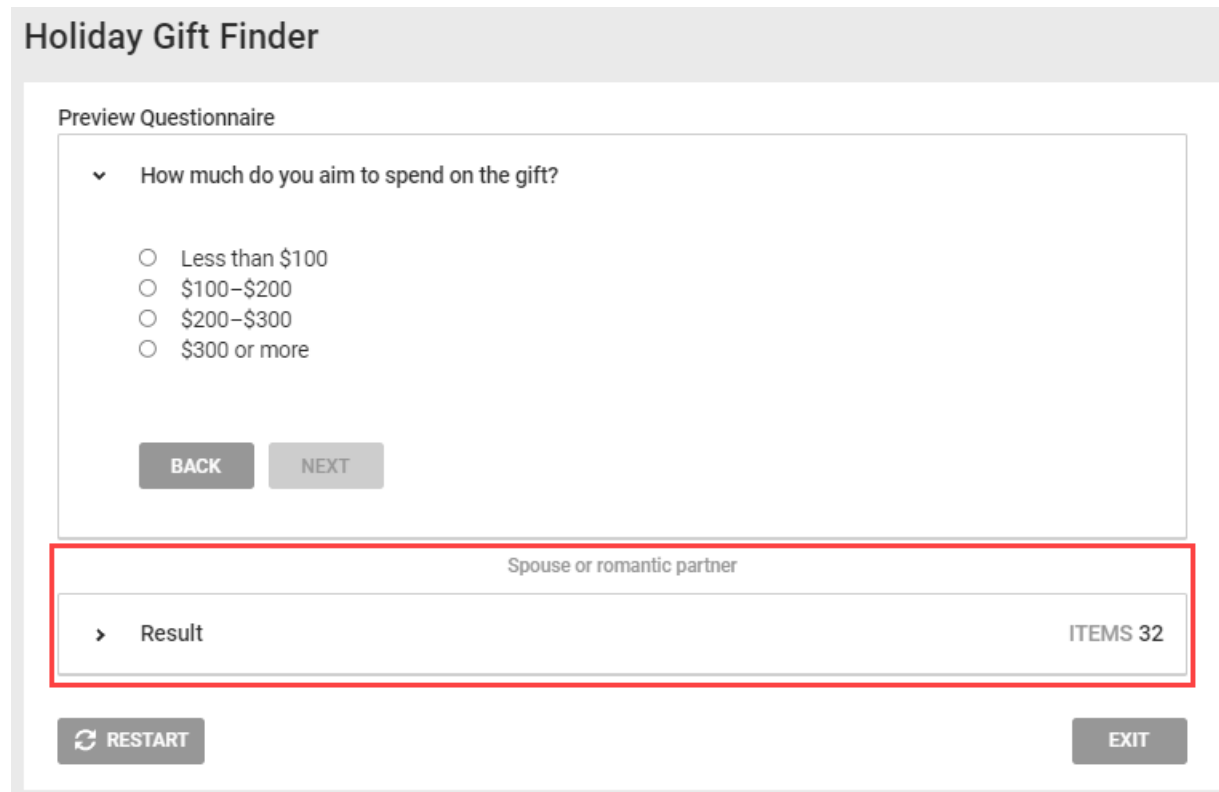 Holiday Gift Finder
Preview Questionnaire
How much do you aim to spend on the gift?
Less than $100
$100–$200
$200–$300
$300 or more
BACK NEXT
Spouse or romantic partner
Result ITEMS 32
RESTART EXIT